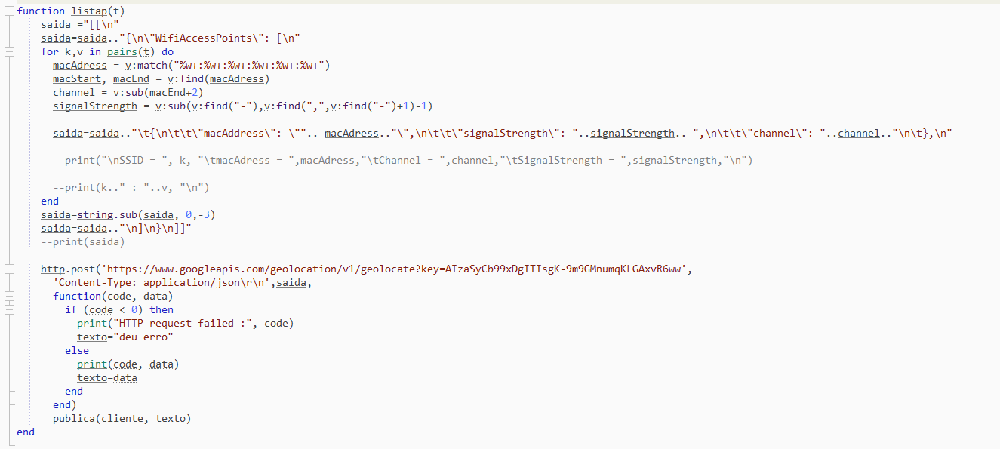 function listap(t)
    saida ="[[\n"
    saida=saida.."{\n\"WifiAccessPoints\": [\n"
    for k,v in pairs(t) do
      macAdress = v:match("%w+:%w+:%w+:%w+:%w+:%w+")
      macStart, macEnd = v:find(macAdress)
      channel = v:sub(macEnd+2)
      signalStrength = v:sub(v:find("-"),v:find(",",v:find("-")+1)-1)

      saida=saida.."\t{\n\t\t\"macAddress\": \"".. macAdress.."\",\n\t\t\"signalStrength\": "..signalStrength.. ",\n\t\t\"channel\": "..channel.."\n\t},\n"

      --print("\nSSID = ", k, "\tmacAdress = ",macAdress,"\tChannel = ",channel,"\tSignalStrength = ",signalStrength,"\n")

      --print(k.." : "..v, "\n")
    end
    saida=string.sub(saida, 0,-3)
    saida=saida.."\n]\n}\n]]"
    --print(saida)

    http.post('https://www.googleapis.com/geolocation/v1/geolocate?key=AIzaSyCb99xDgITIsgK-9m9GMnumqKLGAxvR6ww',
      'Content-Type: application/json\r\n',saida,
      function(code, data)
        if (code < 0) then
          print("HTTP request failed :", code)
          texto="deu erro"
        else
          print(code, data)
          texto=data
        end
      end)
      publica(cliente, texto)
end